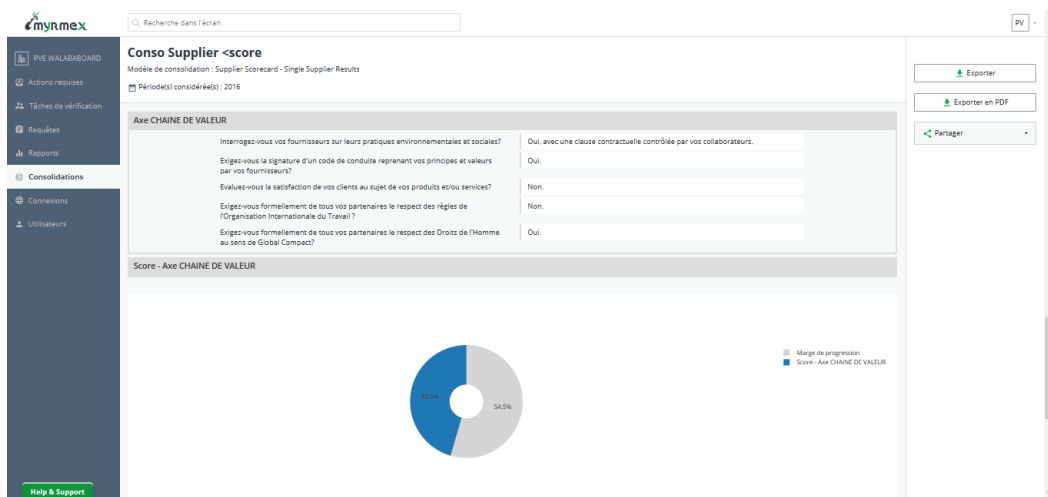 myrmex
Recherche dans l'écran
PV
PVE WALABABOARD
Actions requises
Tâches de vérification
Requêtes
Rapports
Consolidations
Connexions
Utilisateurs
Help & Support
Conso Supplier <score
Modèle de consolidation : Supplier Scorecard - Single Supplier Results
Période(s) considérée(s) : 2016
Axe CHAINE DE VALEUR
Interrogez-vous vos fournisseurs sur leurs pratiques environnementales et sociales?
Oui, avec une clause contractuelle contrôlée par vos collaborateurs.
Exigez-vous la signature d'un code de conduite reprenant vos principes et valeurs
par vos fournisseurs?
Oui.
Evaluez-vous la satisfaction de vos clients au sujet de vos produits et/ou services?
Non.
Exigez-vous formellement de tous vos partenaires le respect des règles de
l'Organisation Internationale du Travail ?
Non.
Exigez-vous formellement de tous vos partenaires le respect des Droits de l'Homme
au sens de Global Compact?
Oui.
Score - Axe CHAINE DE VALEUR
45.5%
54.5%
Marge de progression
Score - Axe CHAINE DE VALEUR
Exporter
Exporter en PDF
Partager